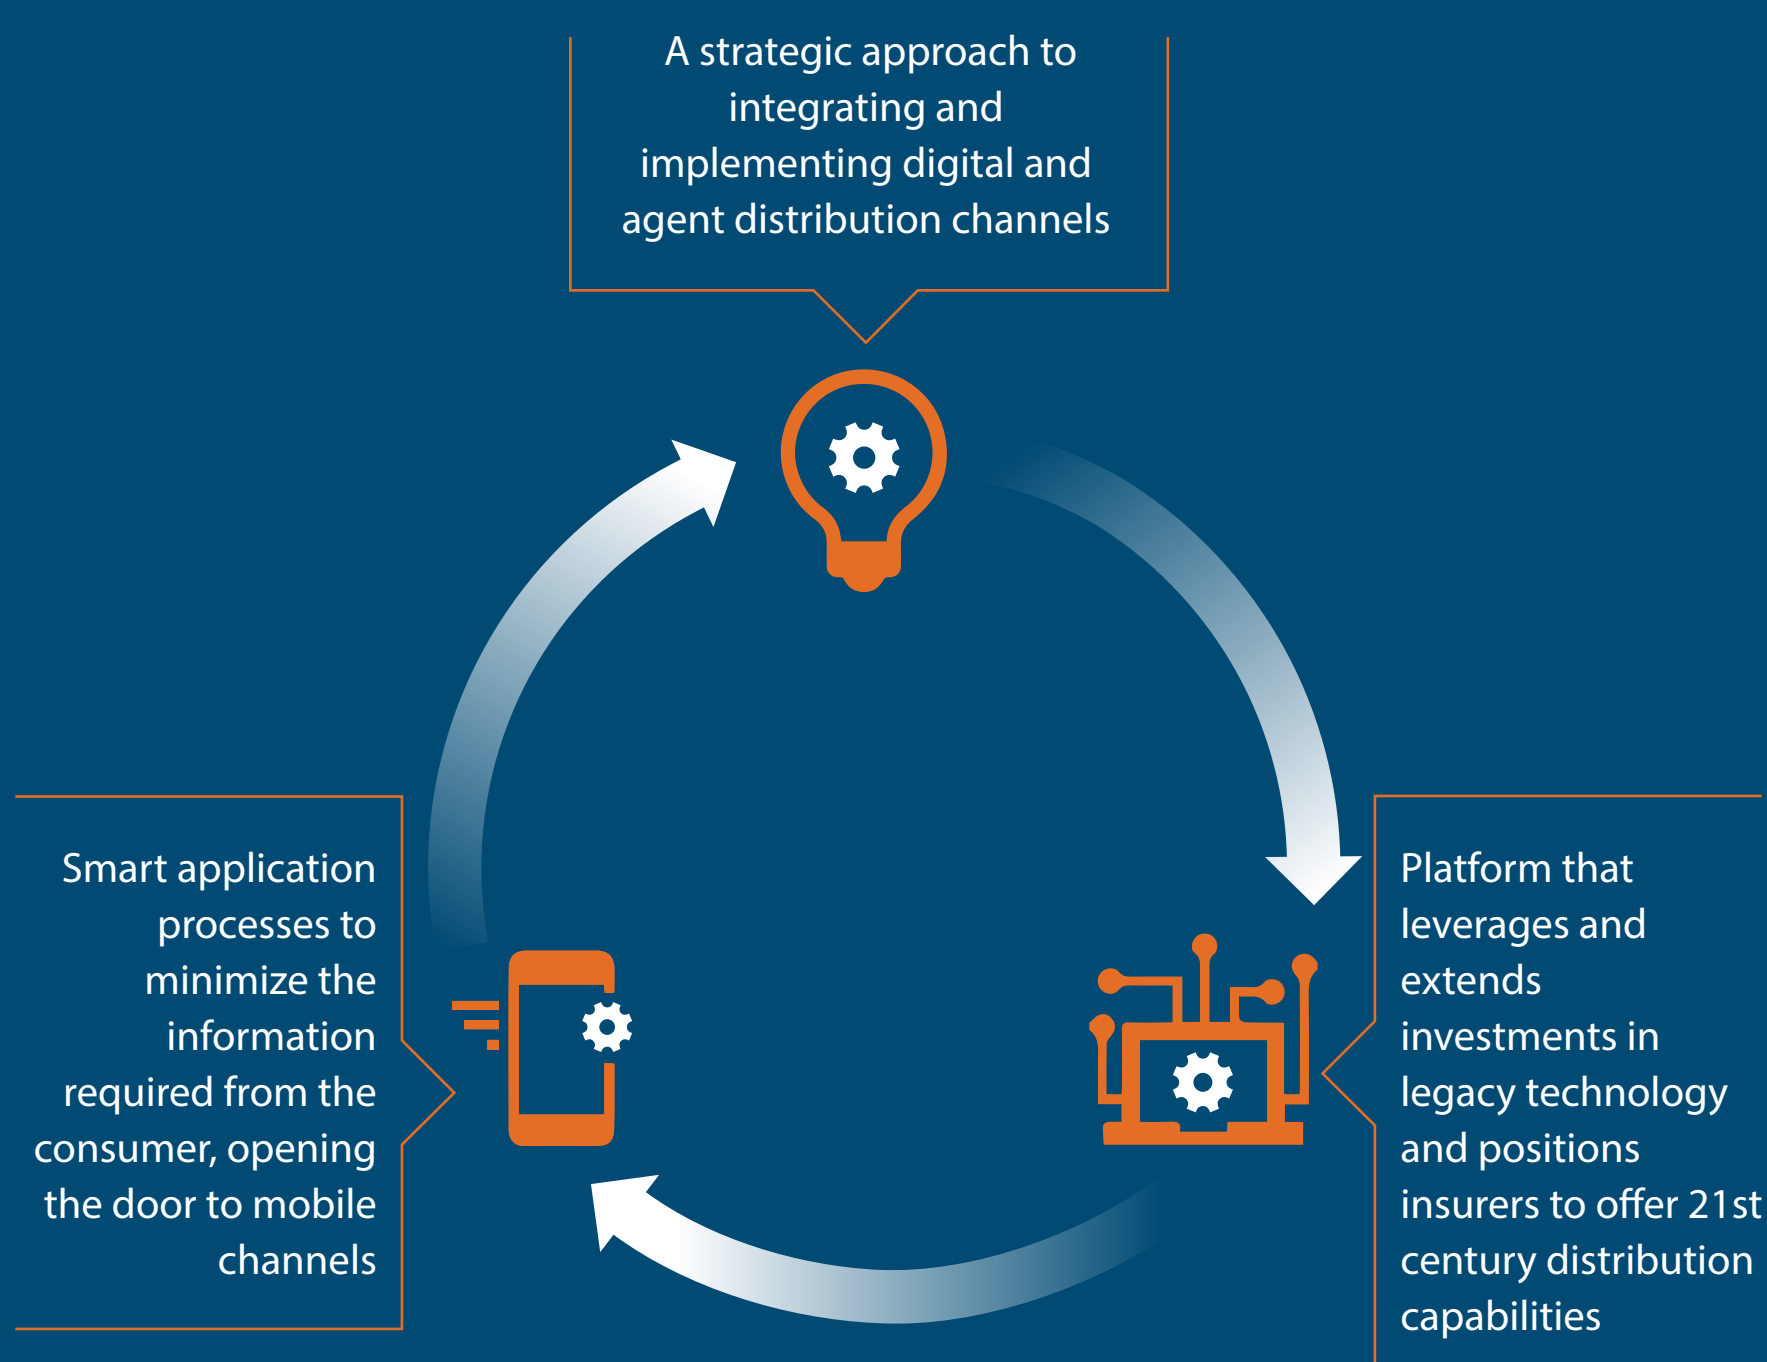 A strategic approach to
integrating and
implementing digital and
agent distribution channels
Smart application
processes to
minimize the
information
required from the
consumer, opening
the door to mobile
channels
Platform that
leverages and
extends
investments in
legacy technology
and positions
insurers to offer 21st
century distribution
capabilities